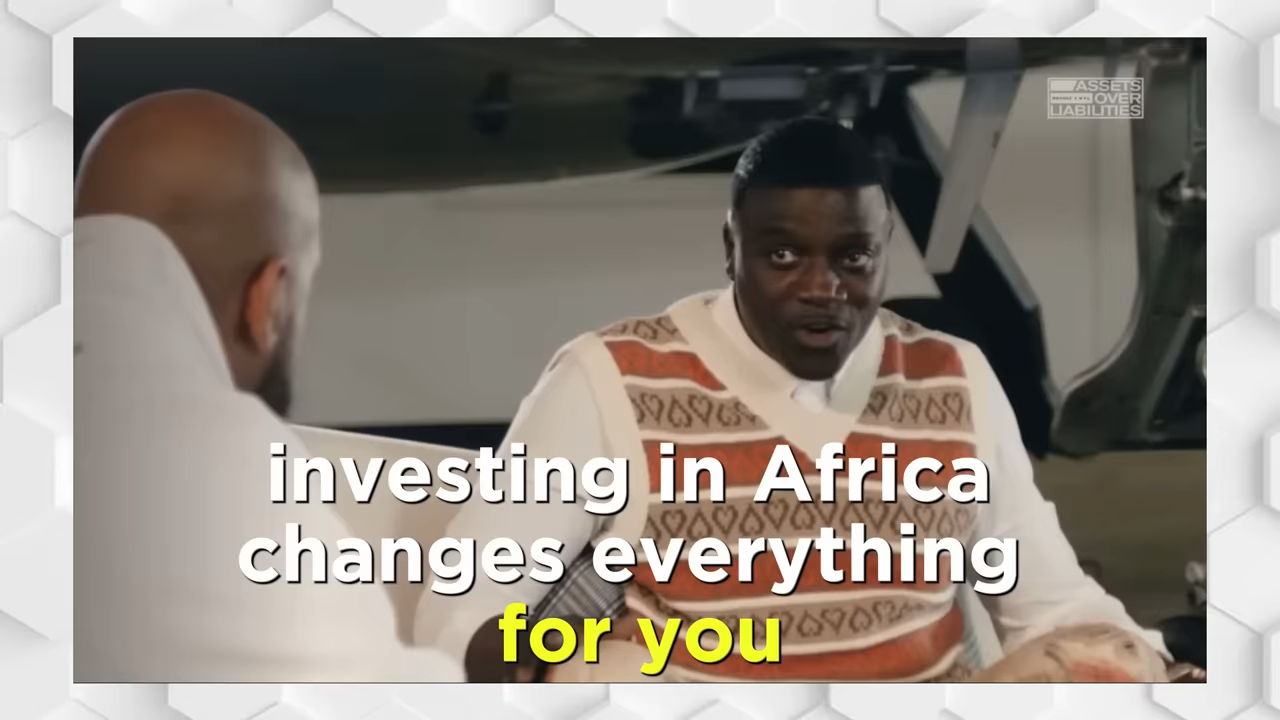 ASSETS
OVER
LIABILITIES
investing in Africa
changes everything
for you